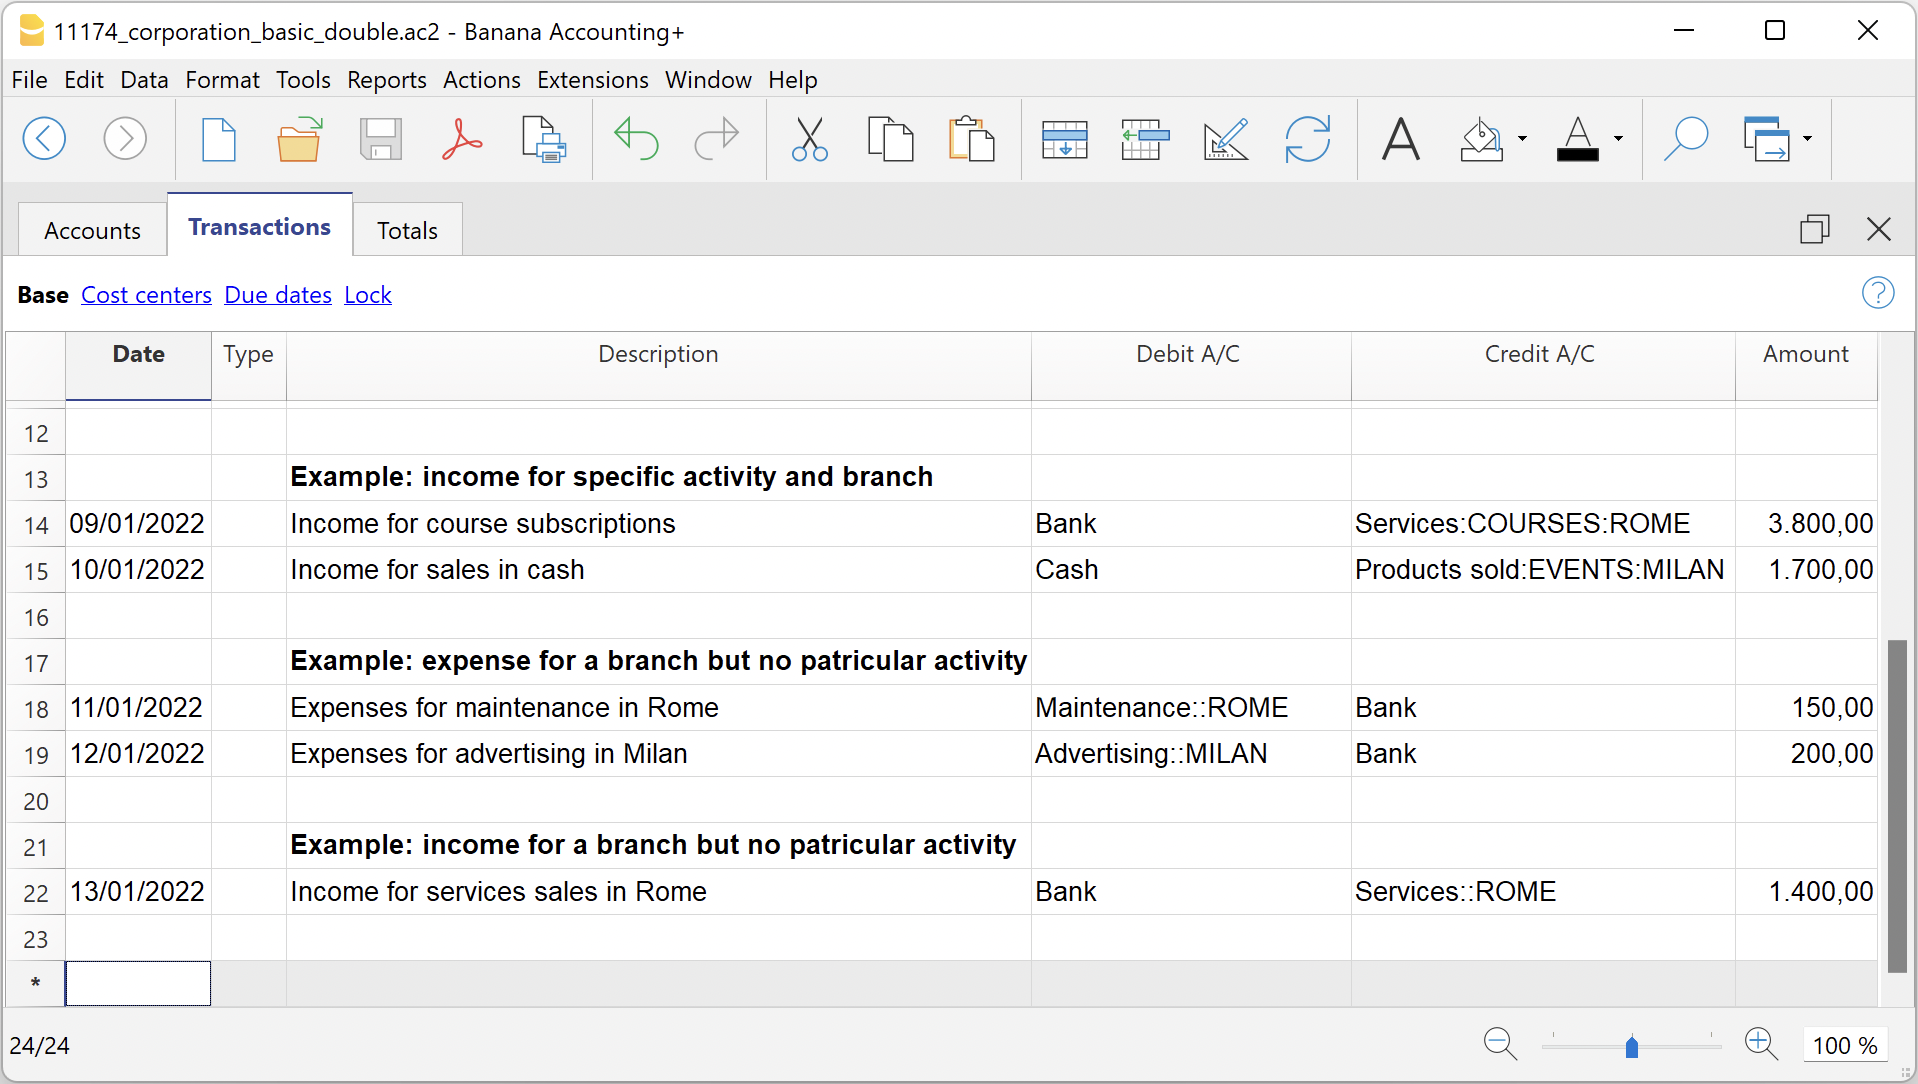 11174_corporation_basic_double.ac2 - Banana Accounting+
File Edit Data Format Tools Reports Actions Extensions Window Help
Accounts Transactions Totals
Base Cost centers Due dates Lock
Date Type Description Debit A/C Credit A/C Amount
12
13 Example: income for specific activity and branch
14 09/01/2022 Income for course subscriptions Bank Services:COURSES:ROME 3.800,00
15 10/01/2022 Income for sales in cash Cash Products sold:EVENTS:MILAN 1.700,00
16
17 Example: expense for a branch but no patricular activity
18 11/01/2022 Expenses for maintenance in Rome Maintenance::ROME Bank 150,00
19 12/01/2022 Expenses for advertising in Milan Advertising::MILAN Bank 200,00
20
21 Example: income for a branch but no patricular activity
22 13/01/2022 Income for services sales in Rome Bank Services::ROME 1.400,00
23
*
24/24 100 %